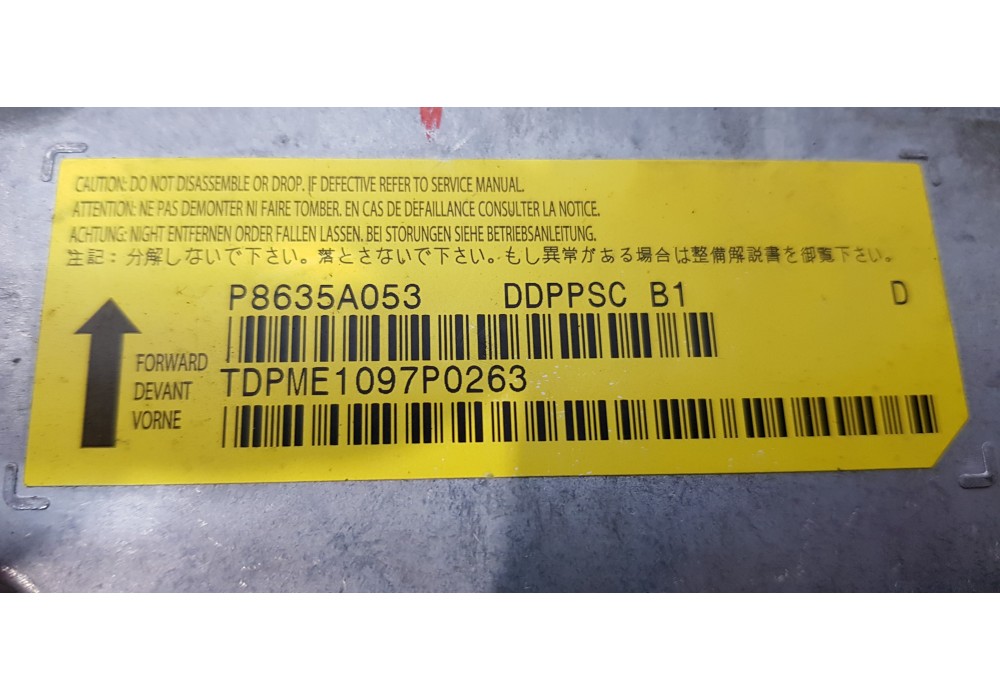 CAUTION: DO NOT DISASSEMBLE OR DROP. IF DEFECTIVE REFER TO SERVICE MANUAL.
ATTENTION: NE PAS DEMONTER NI FAIRE TOMBER. EN CAS DE DÉFAILLANCE CONSULTER LA NOTICE.
ACHTUNG: NIGHT ENTFERNEN ORDER FALLEN LASSEN. BEI STÖRUNGEN SIEHE BETRIEBSANLEITUNG.
注記：分解しないで下さい。落とさないで下さい。もし異常がある場合は整備解説書を御覧下さい。
P8635A053 DDPPSC B1 D
FORWARD
TDPME1097P0263
DEVANT
VORNE